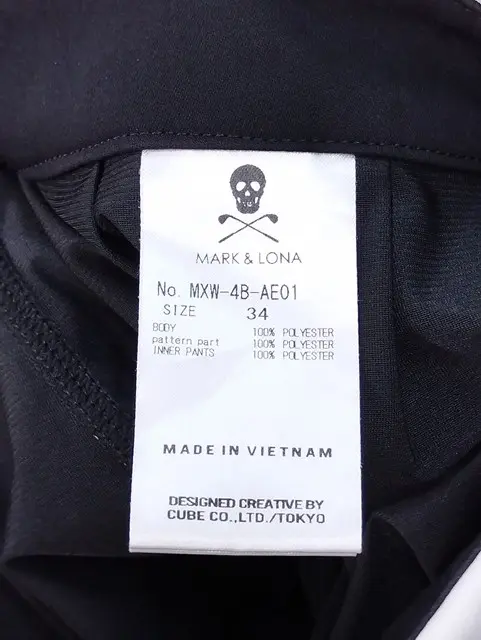 MARK & LONA
No. MXW-4B-AE01
SIZE 34
BODY 100% POLYESTER
pattern part 100% POLYESTER
INNER PANTS 100% POLYESTER
MADE IN VIETNAM
DESIGNED CREATIVE BY
CUBE CO.,LTD./TOKYO